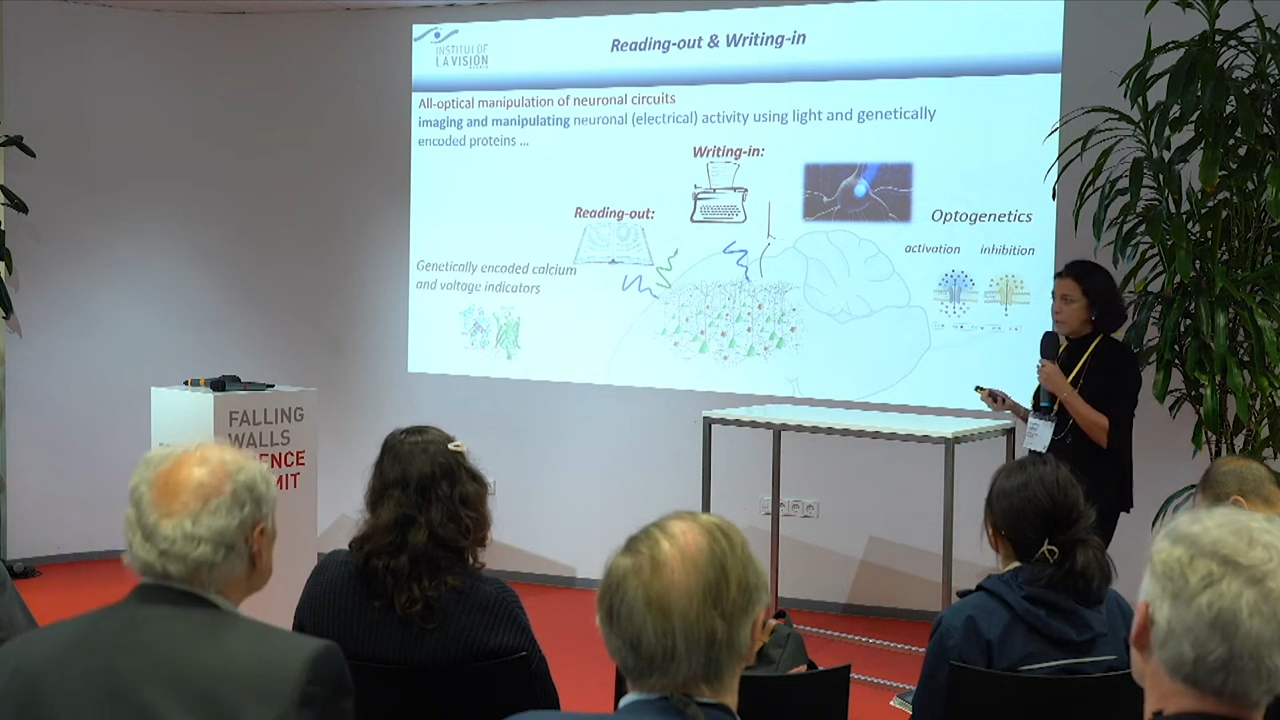 INSTITUT DE
LA VISION
Reading-out & Writing-in
All-optical manipulation of neuronal circuits
imaging and manipulating neuronal (electrical) activity using light and genetically
encoded proteins ...
Writing-in:
Reading-out:
Optogenetics
activation inhibition
Genetically encoded calcium
and voltage indicators
FALLING
WALLS
ENCE
MIT